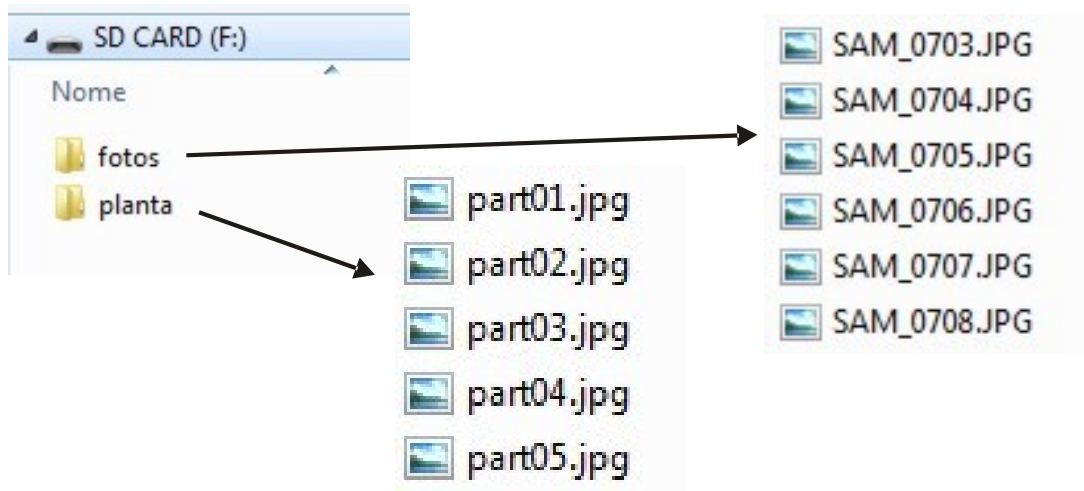 SD CARD (F:)
Nome
fotos
planta
part01.jpg
part02.jpg
part03.jpg
part04.jpg
part05.jpg
SAM_0703.JPG
SAM_0704.JPG
SAM_0705.JPG
SAM_0706.JPG
SAM_0707.JPG
SAM_0708.JPG